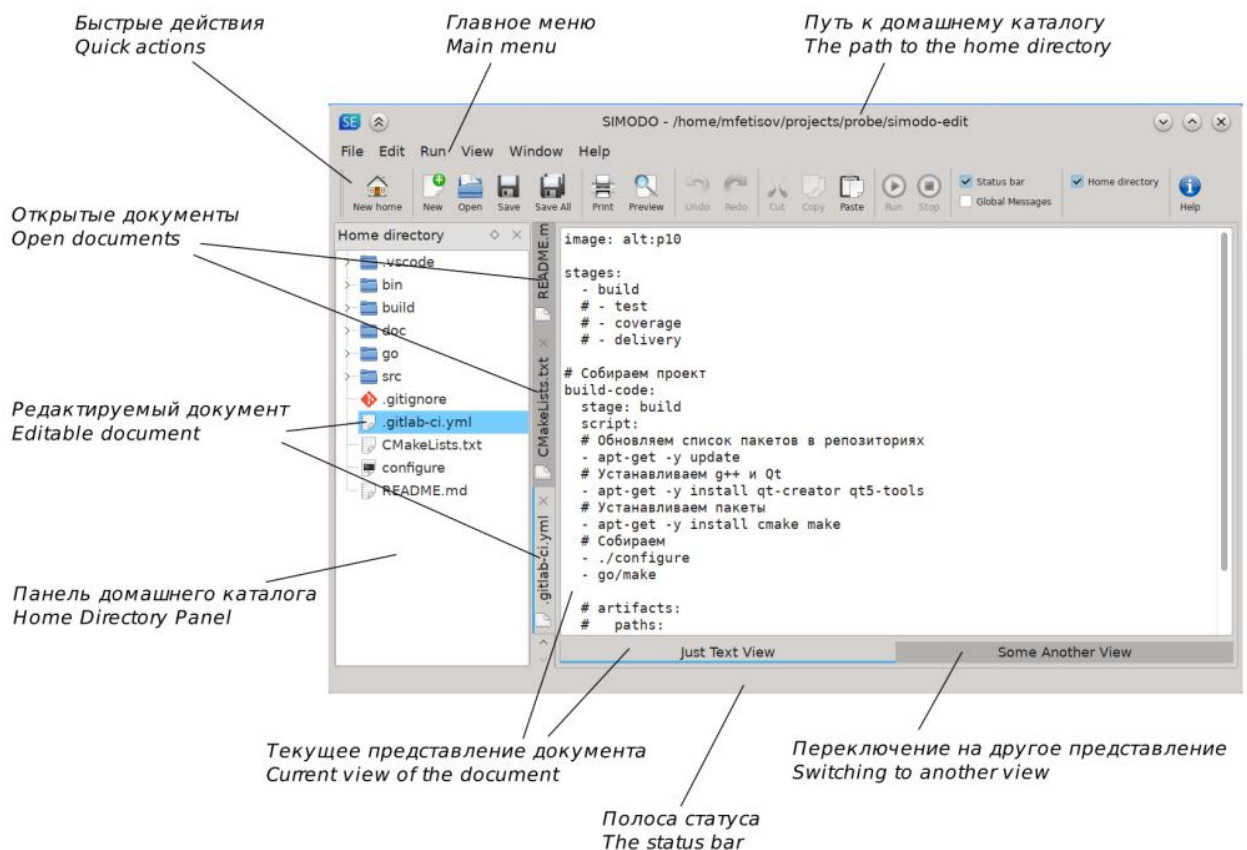 Быстрые действия
Quick actions
Главное меню
Main menu
Путь к домашнему каталогу
The path to the home directory
SE
SIMODO - /home/mfetisov/projects/probe/simodo-edit
File Edit Run View Window Help
New home New Open Save Save All Print Preview Undo Redo Cut Copy Paste Run Stop
Status bar
Global Messages
Home directory
Help
Открытые документы
Open documents
Редактируемый документ
Editable document
Панель домашнего каталога
Home Directory Panel
Home directory
.vscode
bin
build
doc
go
src
.gitignore
.gitlab-ci.yml
CMakeLists.txt
configure
README.md
README.m
CMakeLists.txt
.gitlab-ci.yml
image: alt:p10
stages:
- build
# - test
# - coverage
# - delivery
# Собираем проект
build-code:
stage: build
script:
# Обновляем список пакетов в репозиториях
- apt-get -y update
# Устанавливаем g++ и Qt
- apt-get -y install qt-creator qt5-tools
# Устанавливаем пакеты
- apt-get -y install cmake make
# Собираем
- ./configure
- go/make
# artifacts:
# paths:
Just Text View
Some Another View
Текущее представление документа
Current view of the document
Переключение на другое представление
Switching to another view
Полоса статуса
The status bar